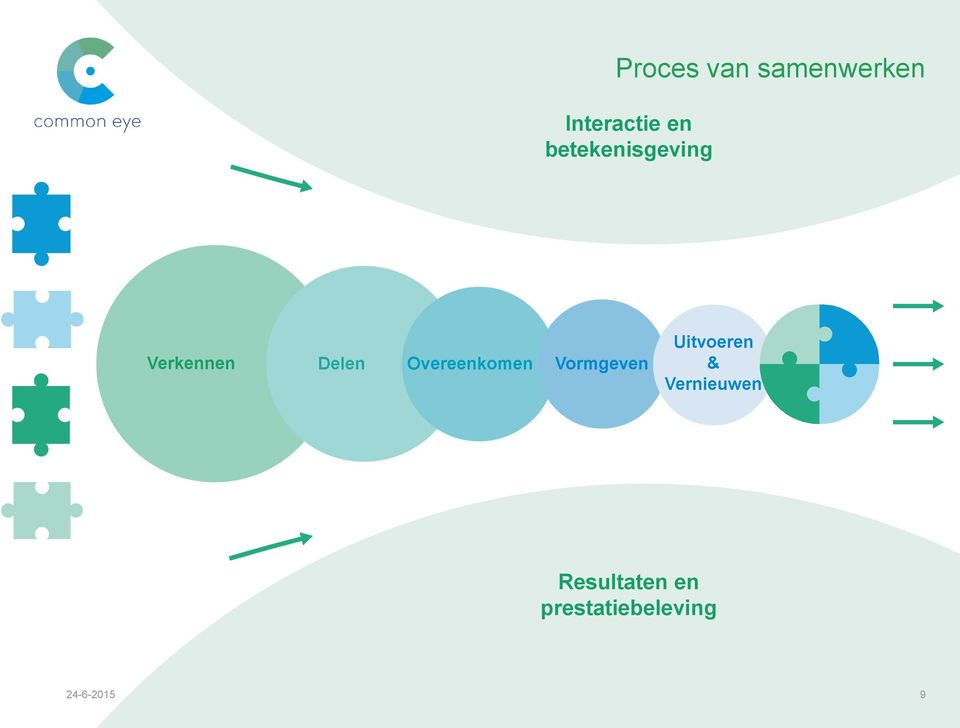 common eye
Proces van samenwerken
Interactie en
betekenisgeving
Verkennen
Delen
Overeenkomen
Vormgeven
Uitvoeren
&
Vernieuwen
Resultaten en
prestatiebeleving
24-6-2015
9